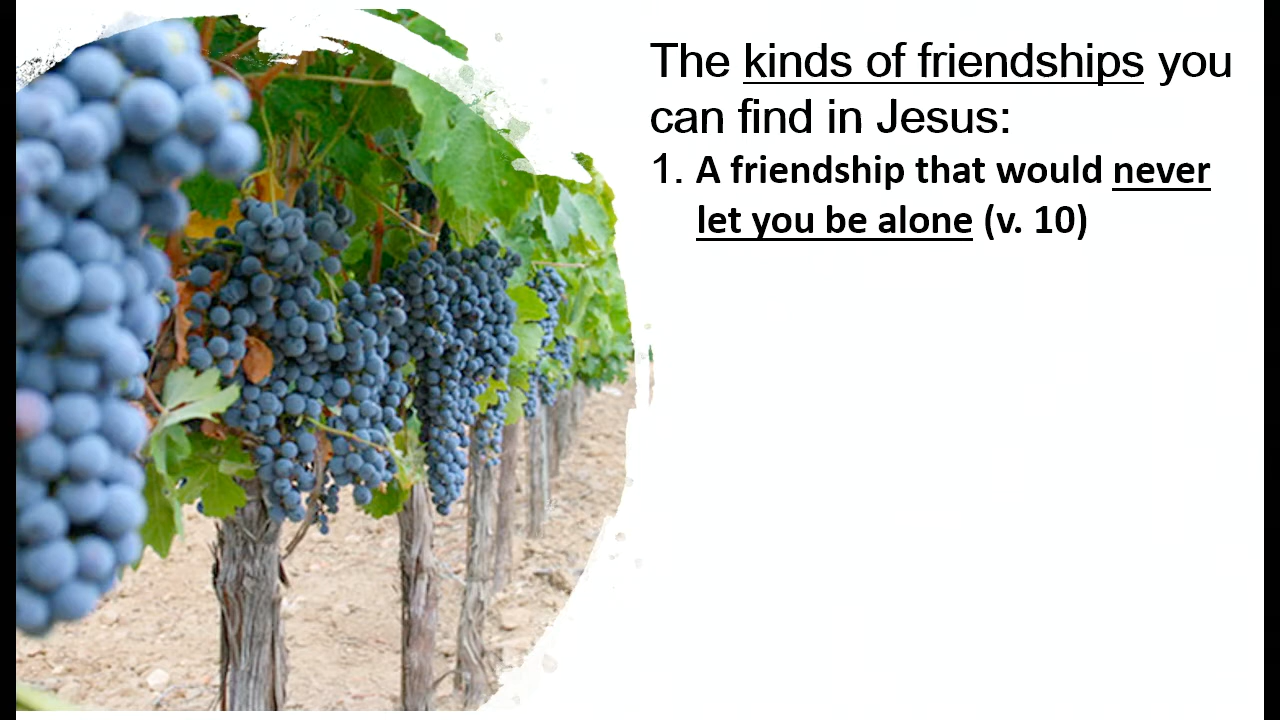 The kinds of friendships you
can find in Jesus:
1. A friendship that would never
let you be alone (v. 10)